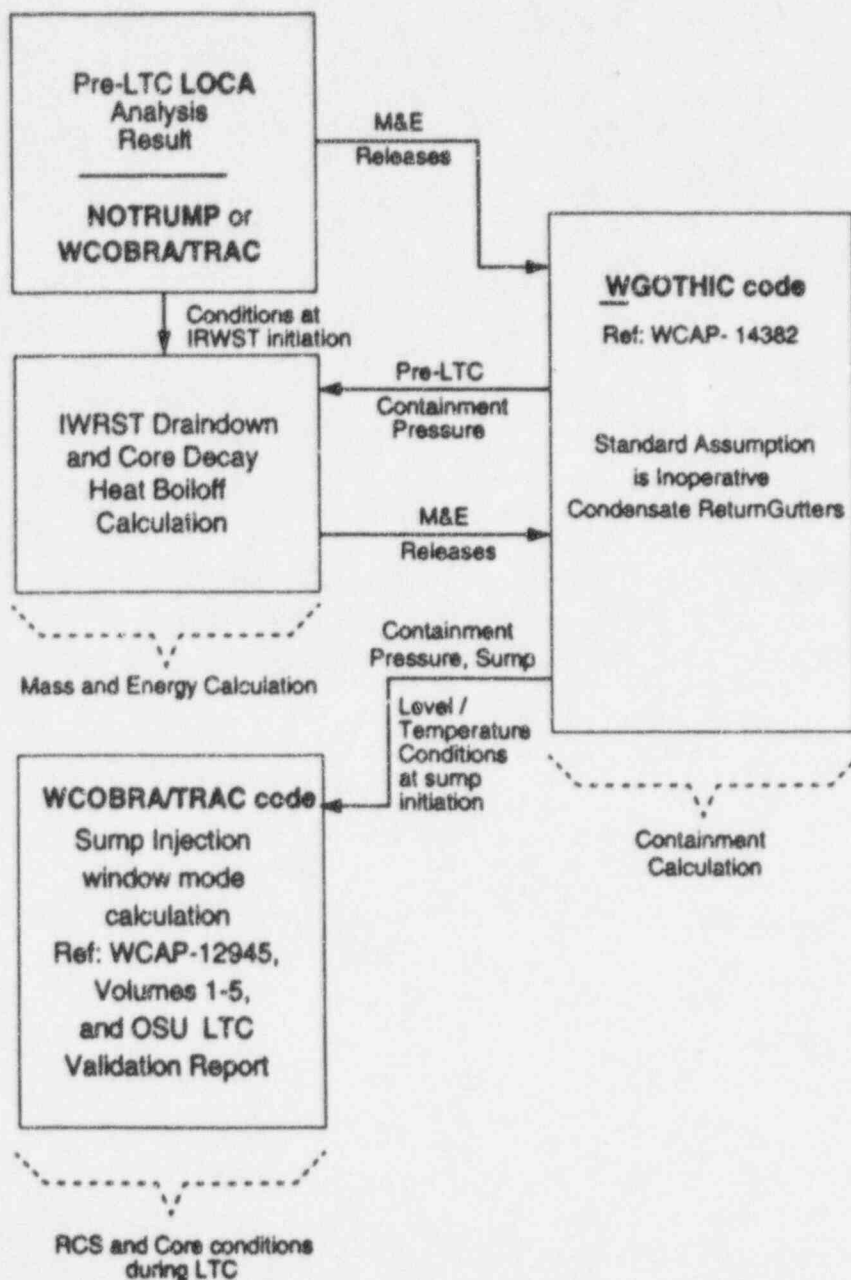 Pre-LTC LOCA
Analysis
Result
NOTRUMP or
WCOBRA/TRAC
M&E
Releases
Conditions at
IRWST initiation
WGOTHIC code
Ref: WCAP- 14382
Standard Assumption
is Inoperative
Condensate ReturnGutters
Pre-LTC
Containment
Pressure
IWRST Draindown
and Core Decay
Heat Boiloff
Calculation
M&E
Releases
Mass and Energy Calculation
Containment
Pressure, Sump
Level /
Temperature
Conditions
at sump
initiation
Containment
Calculation
WCOBRA/TRAC code
Sump Injection
window mode
calculation
Ref: WCAP-12945,
Volumes 1-5,
and OSU LTC
Validation Report
RCS and Core conditions
during LTC